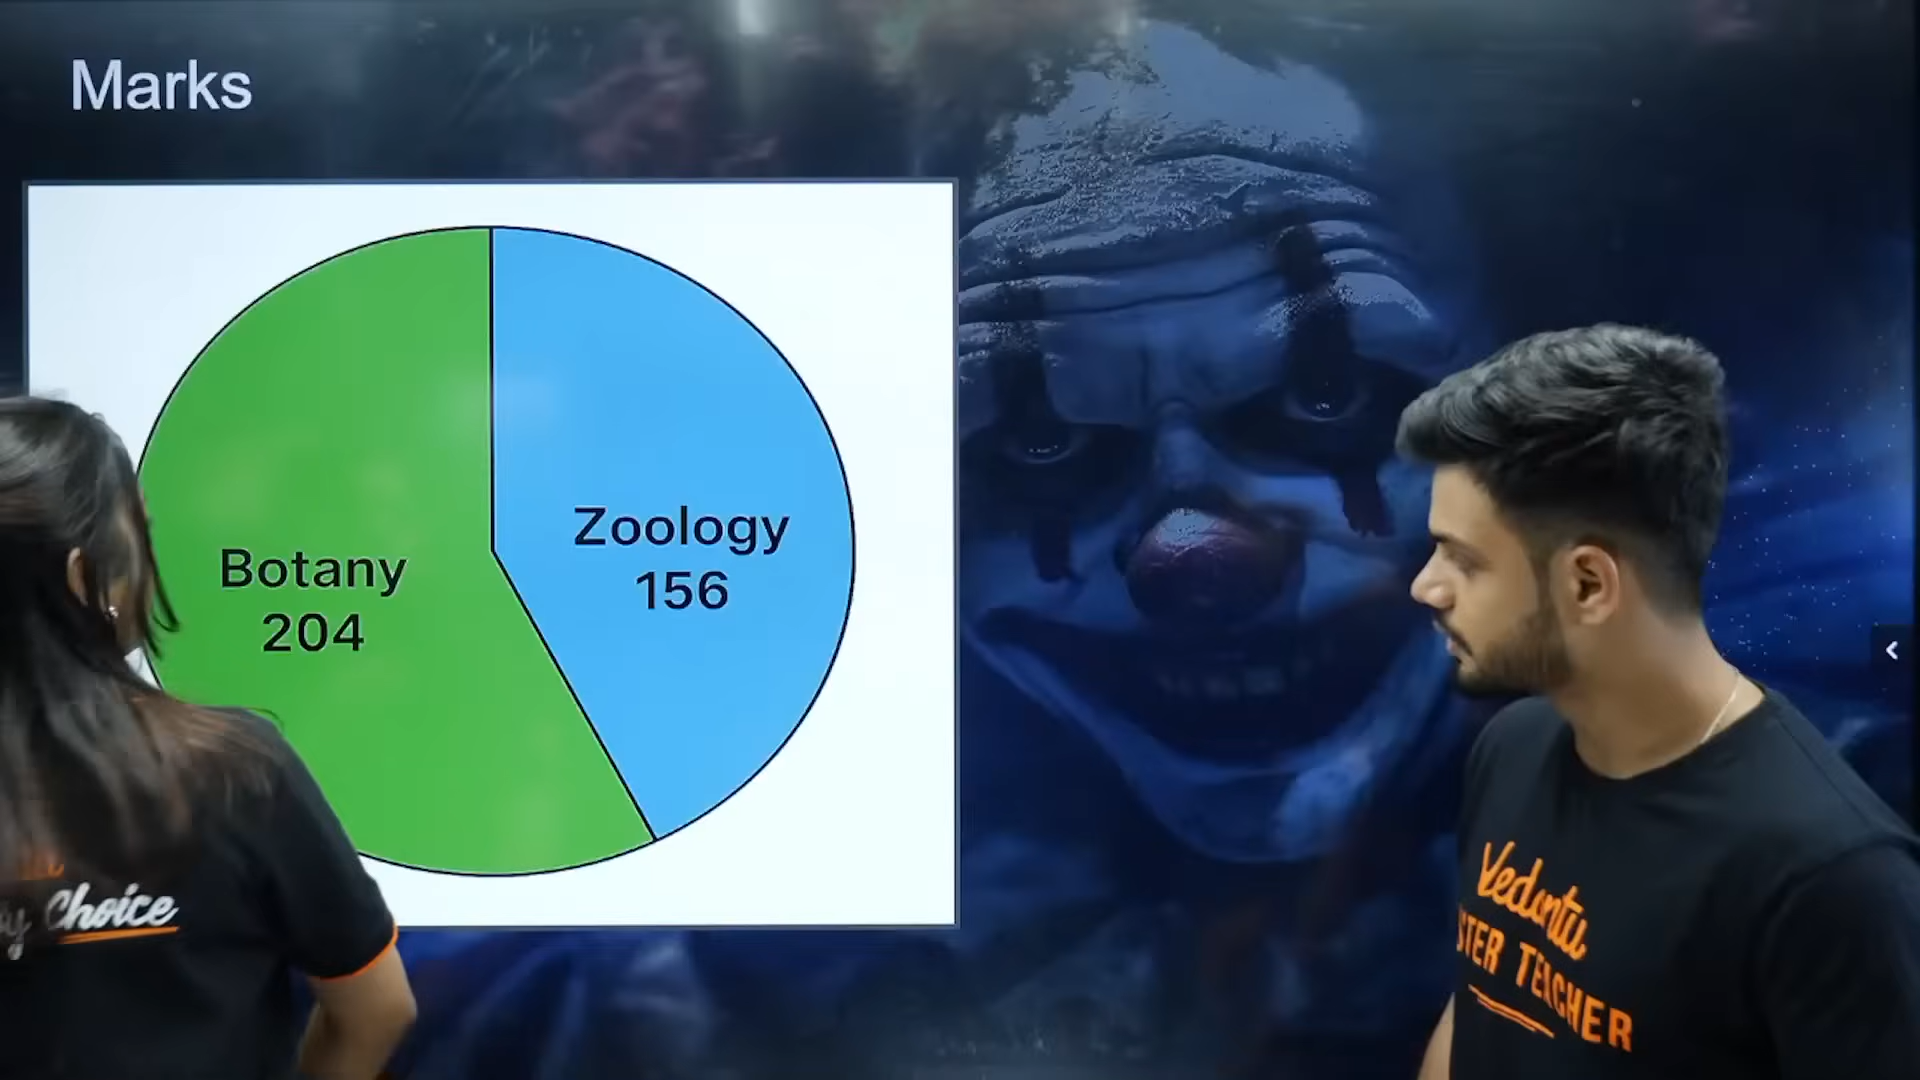 Marks
Zoology
156
Botany
204
Choice
Vedantu
TEACHER